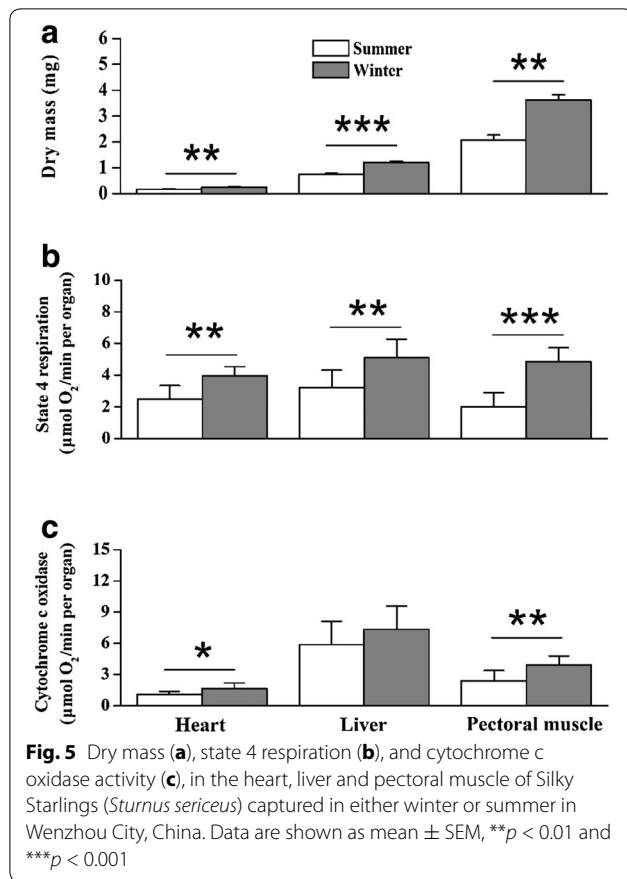 a
Summer
Winter
Dry mass (mg)
6
5
4
3
2
1
0
**
***
**
b
State 4 respiration
(μmol O₂/min per organ)
10
8
6
4
2
0
**
**
***
c
Cytochrome c oxidase
(μmol O₂/min per organ)
15
12
9
6
3
0
*
**
Heart
Liver
Pectoral muscle
Fig. 5 Dry mass (a), state 4 respiration (b), and cytochrome c
oxidase activity (c), in the heart, liver and pectoral muscle of Silky
Starlings (Sturnus sericeus) captured in either winter or summer in
Wenzhou City, China. Data are shown as mean ± SEM, **p < 0.01 and
***p < 0.001